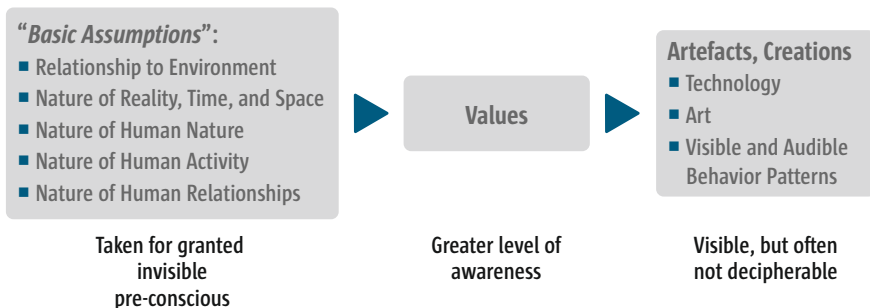 “Basic Assumptions”:
■ Relationship to Environment
■ Nature of Reality, Time, and Space
■ Nature of Human Nature
■ Nature of Human Activity
■ Nature of Human Relationships
Taken for granted
invisible
pre-conscious
Values
Greater level of
awareness
Artefacts, Creations
■ Technology
■ Art
■ Visible and Audible
Behavior Patterns
Visible, but often
not decipherable